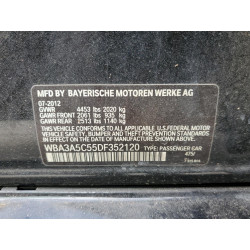 MFD BY BAYERISCHE MOTOREN WERKE AG
07-2012
GVWR 4453 lbs 2020 kg
GAWR FRONT 2061 lbs 935 kg
GAWR REAR 2513 lbs 1140 kg
THIS VEHICLE CONFORMS TO ALL APPLICABLE
U.S. FEDERAL MOTOR VEHICLE SAFETY,
BUMPER, AND THEFT PREVENTION STANDARDS
IN EFFECT ON THE DATE OF MANUFACTURE
SHOWN ABOVE.
WBA3A5C55DF352120 TYPE: PASSENGER CAR
475/